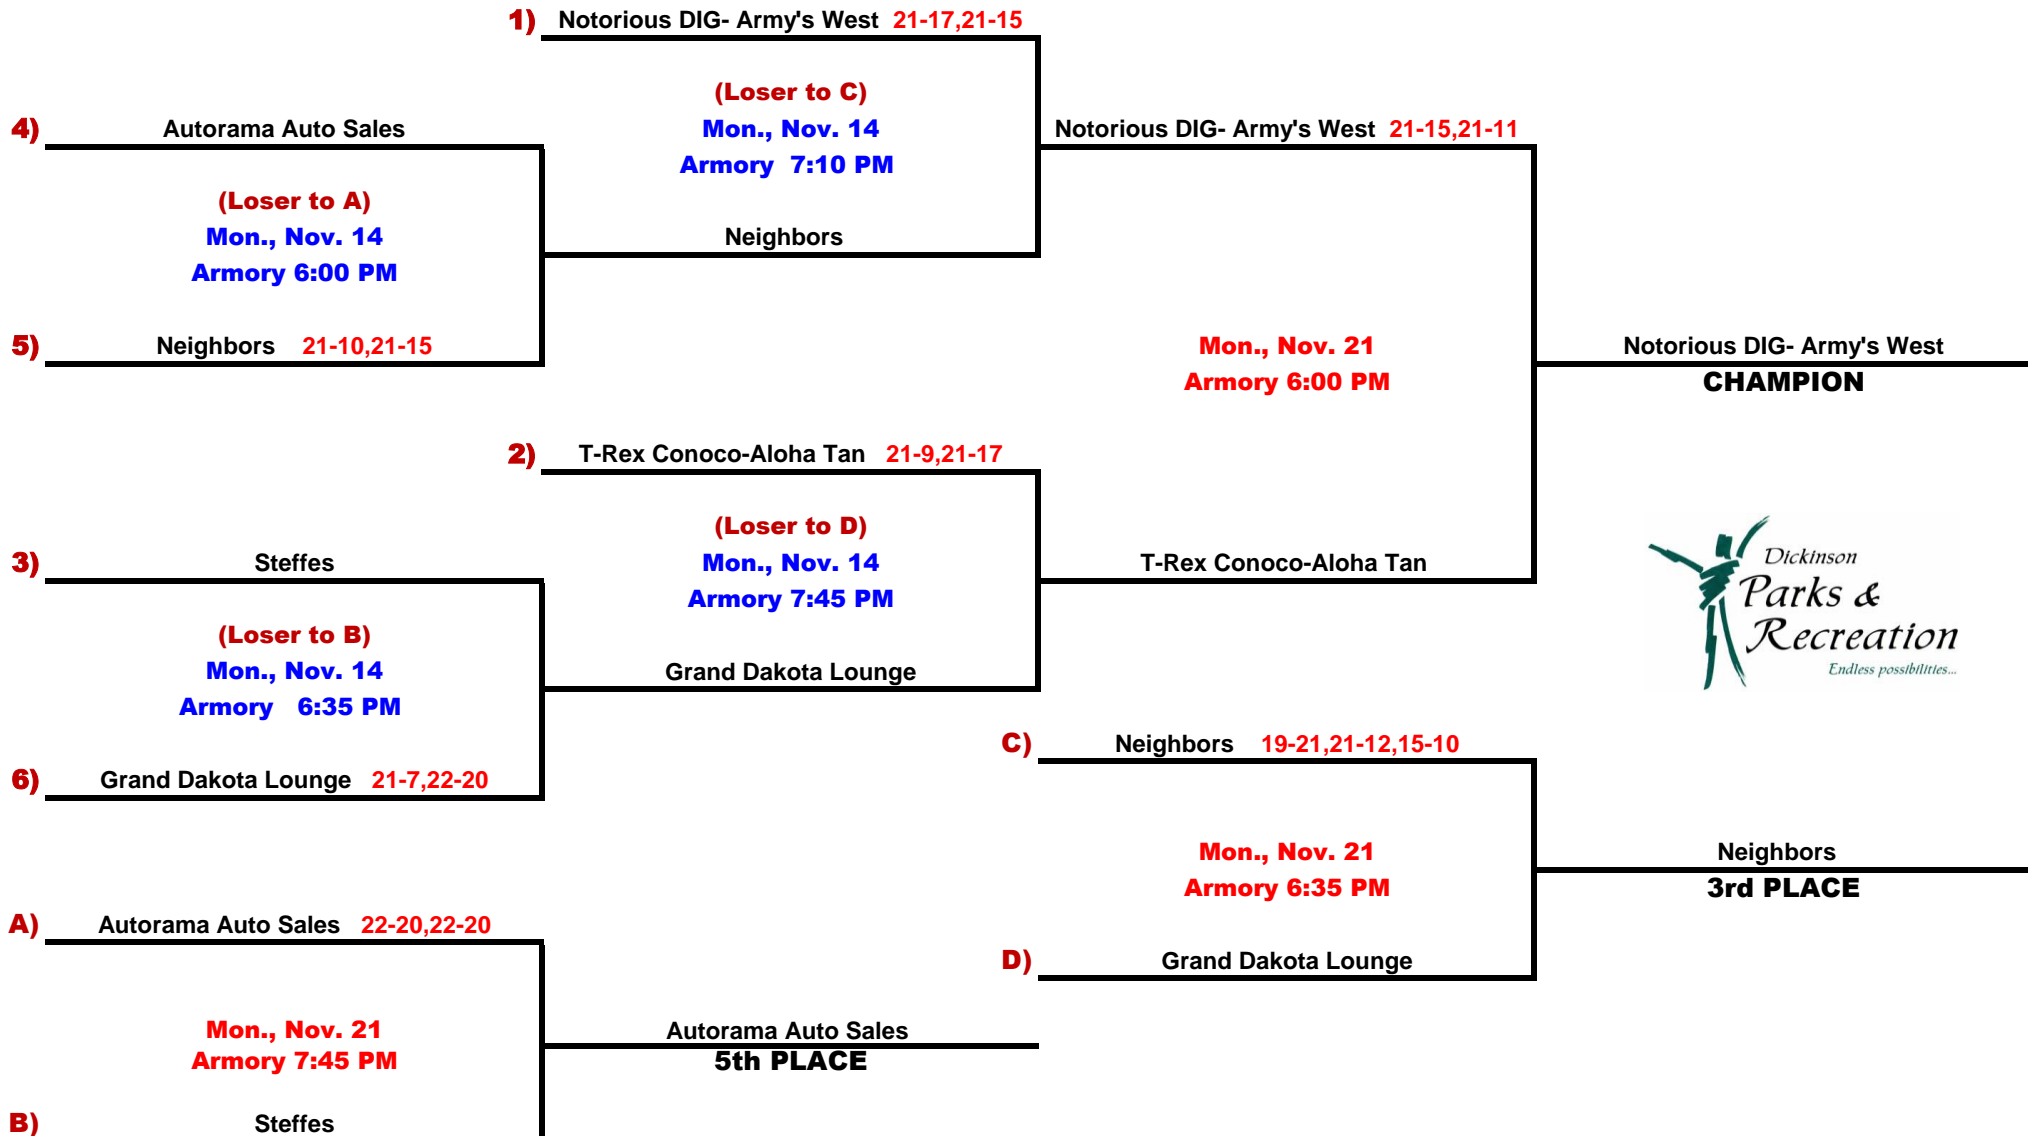 1) Notorious DIG- Army's West 21-17,21-15
(Loser to C)
Mon., Nov. 14
Armory 7:10 PM
Neighbors
4) Autorama Auto Sales
(Loser to A)
Mon., Nov. 14
Armory 6:00 PM
5) Neighbors 21-10,21-15
Notorious DIG- Army's West 21-15,21-11
Mon., Nov. 21
Armory 6:00 PM
Notorious DIG- Army's West
CHAMPION
2) T-Rex Conoco-Aloha Tan 21-9,21-17
(Loser to D)
Mon., Nov. 14
Armory 7:45 PM
Grand Dakota Lounge
3) Steffes
(Loser to B)
Mon., Nov. 14
Armory 6:35 PM
6) Grand Dakota Lounge 21-7,22-20
T-Rex Conoco-Aloha Tan
Dickinson
Parks &
Recreation
Endless possibilities...
C) Neighbors 19-21,21-12,15-10
Mon., Nov. 21
Armory 6:35 PM
D) Grand Dakota Lounge
Neighbors
3rd PLACE
A) Autorama Auto Sales 22-20,22-20
Mon., Nov. 21
Armory 7:45 PM
B) Steffes
Autorama Auto Sales
5th PLACE